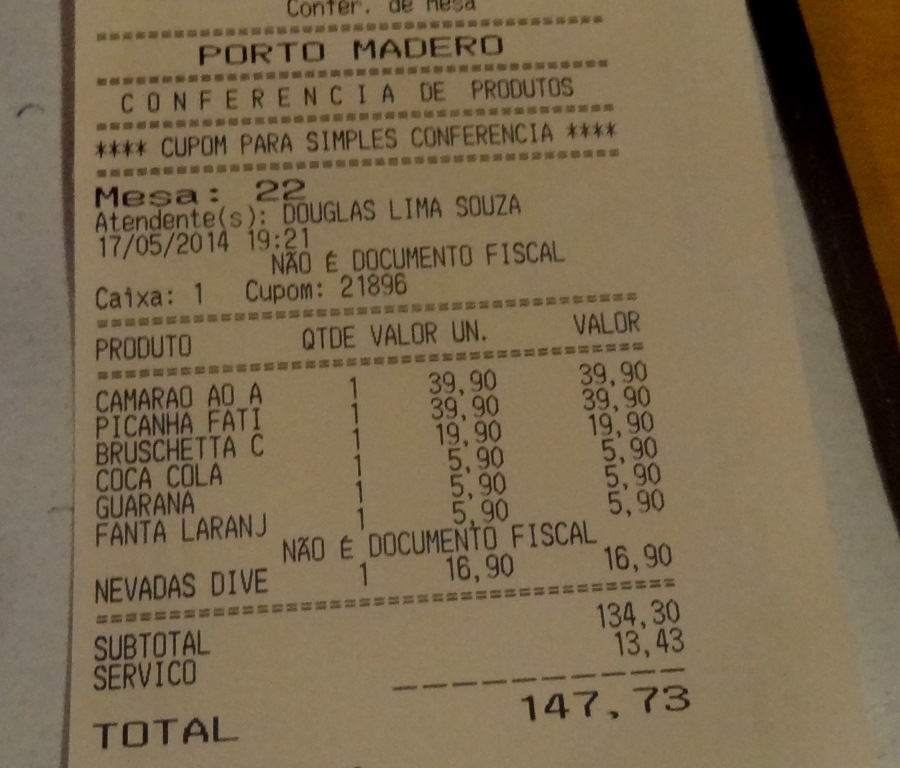 Confer. de Mesa
================================
PORTO MADERO
================================
C O N F E R E N C I A DE PRODUTOS
================================
**** CUPOM PARA SIMPLES CONFERENCIA ****
================================
Mesa: 22
Atendente(s): DOUGLAS LIMA SOUZA
17/05/2014 19:21
NÃO É DOCUMENTO FISCAL
Caixa: 1 Cupom: 21896
================================
PRODUTO QTDE VALOR UN. VALOR
================================
CAMARAO AO A 1 39,90 39,90
PICANHA FATI 1 39,90 39,90
BRUSCHETTA C 1 19,90 19,90
COCA COLA 1 5,90 5,90
GUARANA 1 5,90 5,90
FANTA LARANJ 1 5,90 5,90
NÃO É DOCUMENTO FISCAL
NEVADAS DIVE 1 16,90 16,90
================================
SUBTOTAL 134,30
SERVICO 13,43
__________
TOTAL 147,73